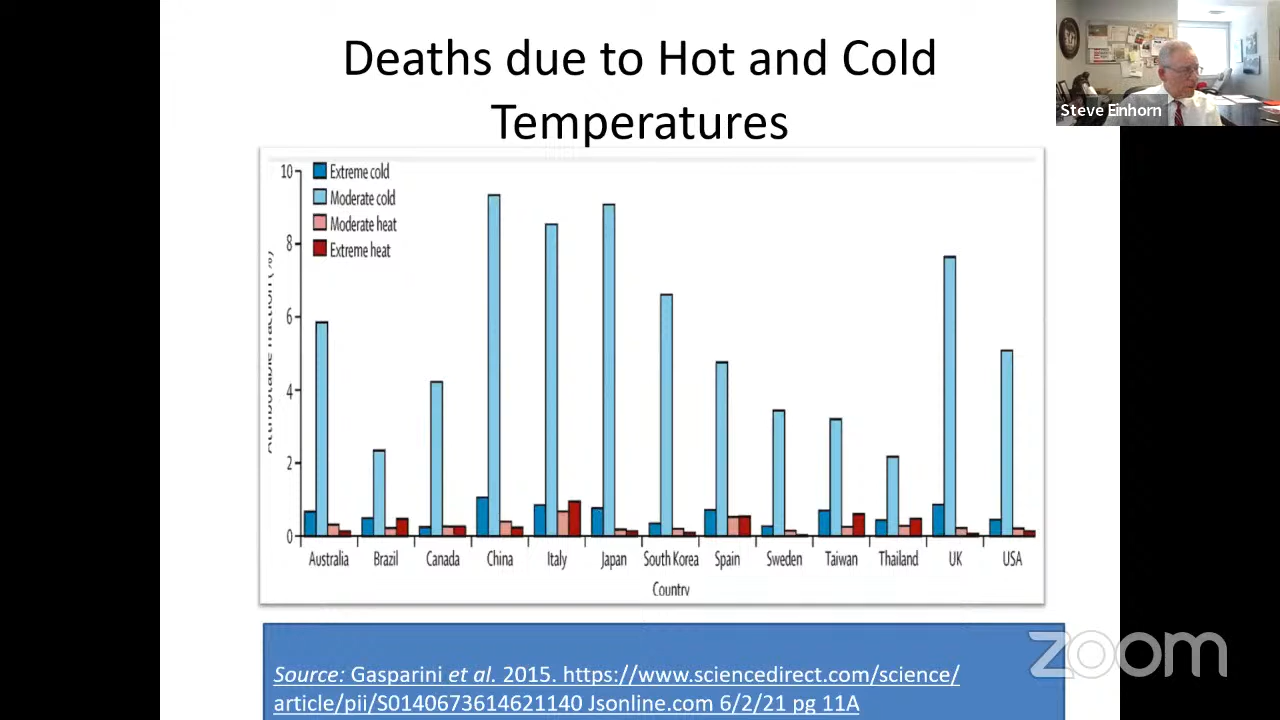 Deaths due to Hot and Cold
Temperatures
Steve Einhorn
Extreme cold
Moderate cold
Moderate heat
Extreme heat
10
8
6
4
2
0
Australia Brazil Canada China Italy Japan South Korea Spain Sweden Taiwan Thailand UK USA
Country
Source: Gasparini et al. 2015. https://www.sciencedirect.com/science/
article/pii/S0140673614621140 Jsonline.com 6/2/21 pg 11A
zoom